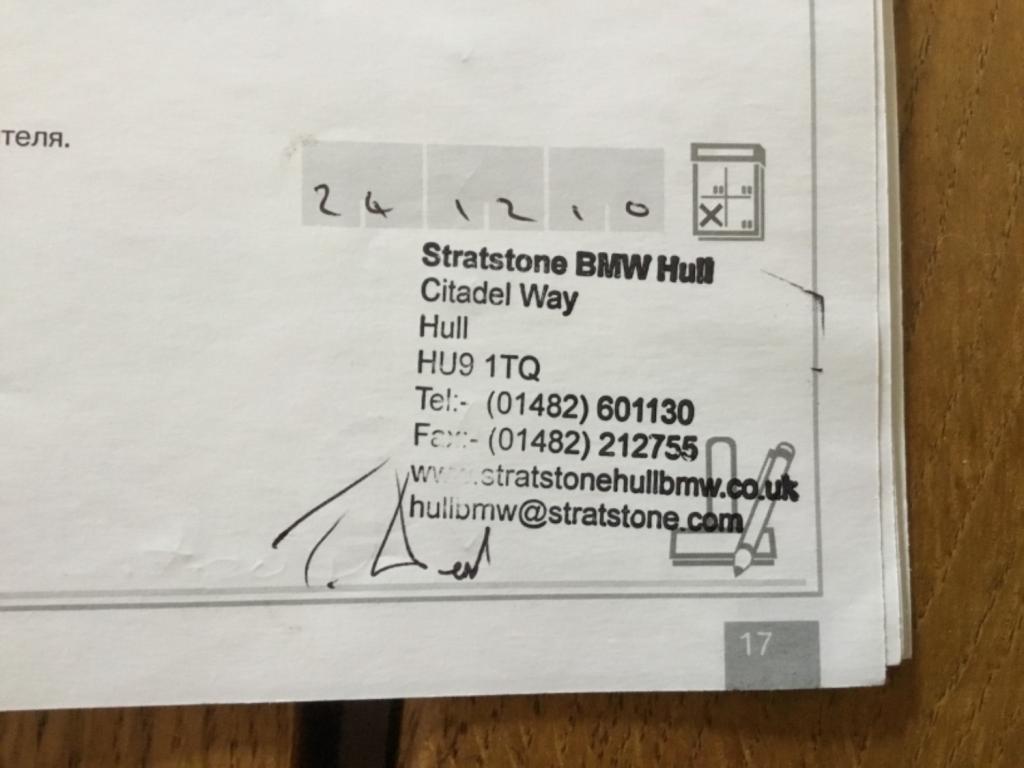 теля.
24 12 10
Stratstone BMW Hull
Citadel Way
Hull
HU9 1TQ
Tel:- (01482) 601130
Fax:- (01482) 212755
www.stratstonehullbmw.co.uk
hullbmw@stratstone.com
17